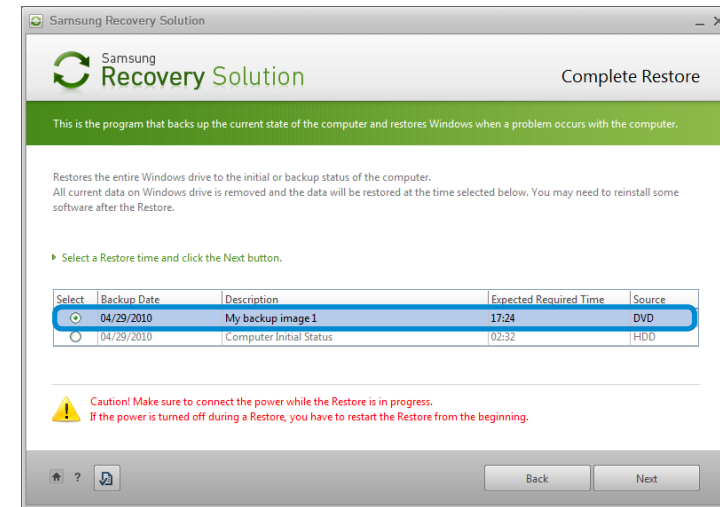 Samsung Recovery Solution
Samsung
Recovery Solution
Complete Restore
This is the program that backs up the current state of the computer and restores Windows when a problem occurs with the computer.
Restores the entire Windows drive to the initial or backup status of the computer.
All current data on Windows drive is removed and the data will be restored at the time selected below. You may need to reinstall some
software after the Restore.
Select a Restore time and click the Next button.
Select Backup Date Description Expected Required Time Source
04/29/2010 My backup image 1 17:24 DVD
04/29/2010 Computer Initial Status 02:32 HDD
Caution! Make sure to connect the power while the Restore is in progress.
If the power is turned off during a Restore, you have to restart the Restore from the beginning.
? Back Next